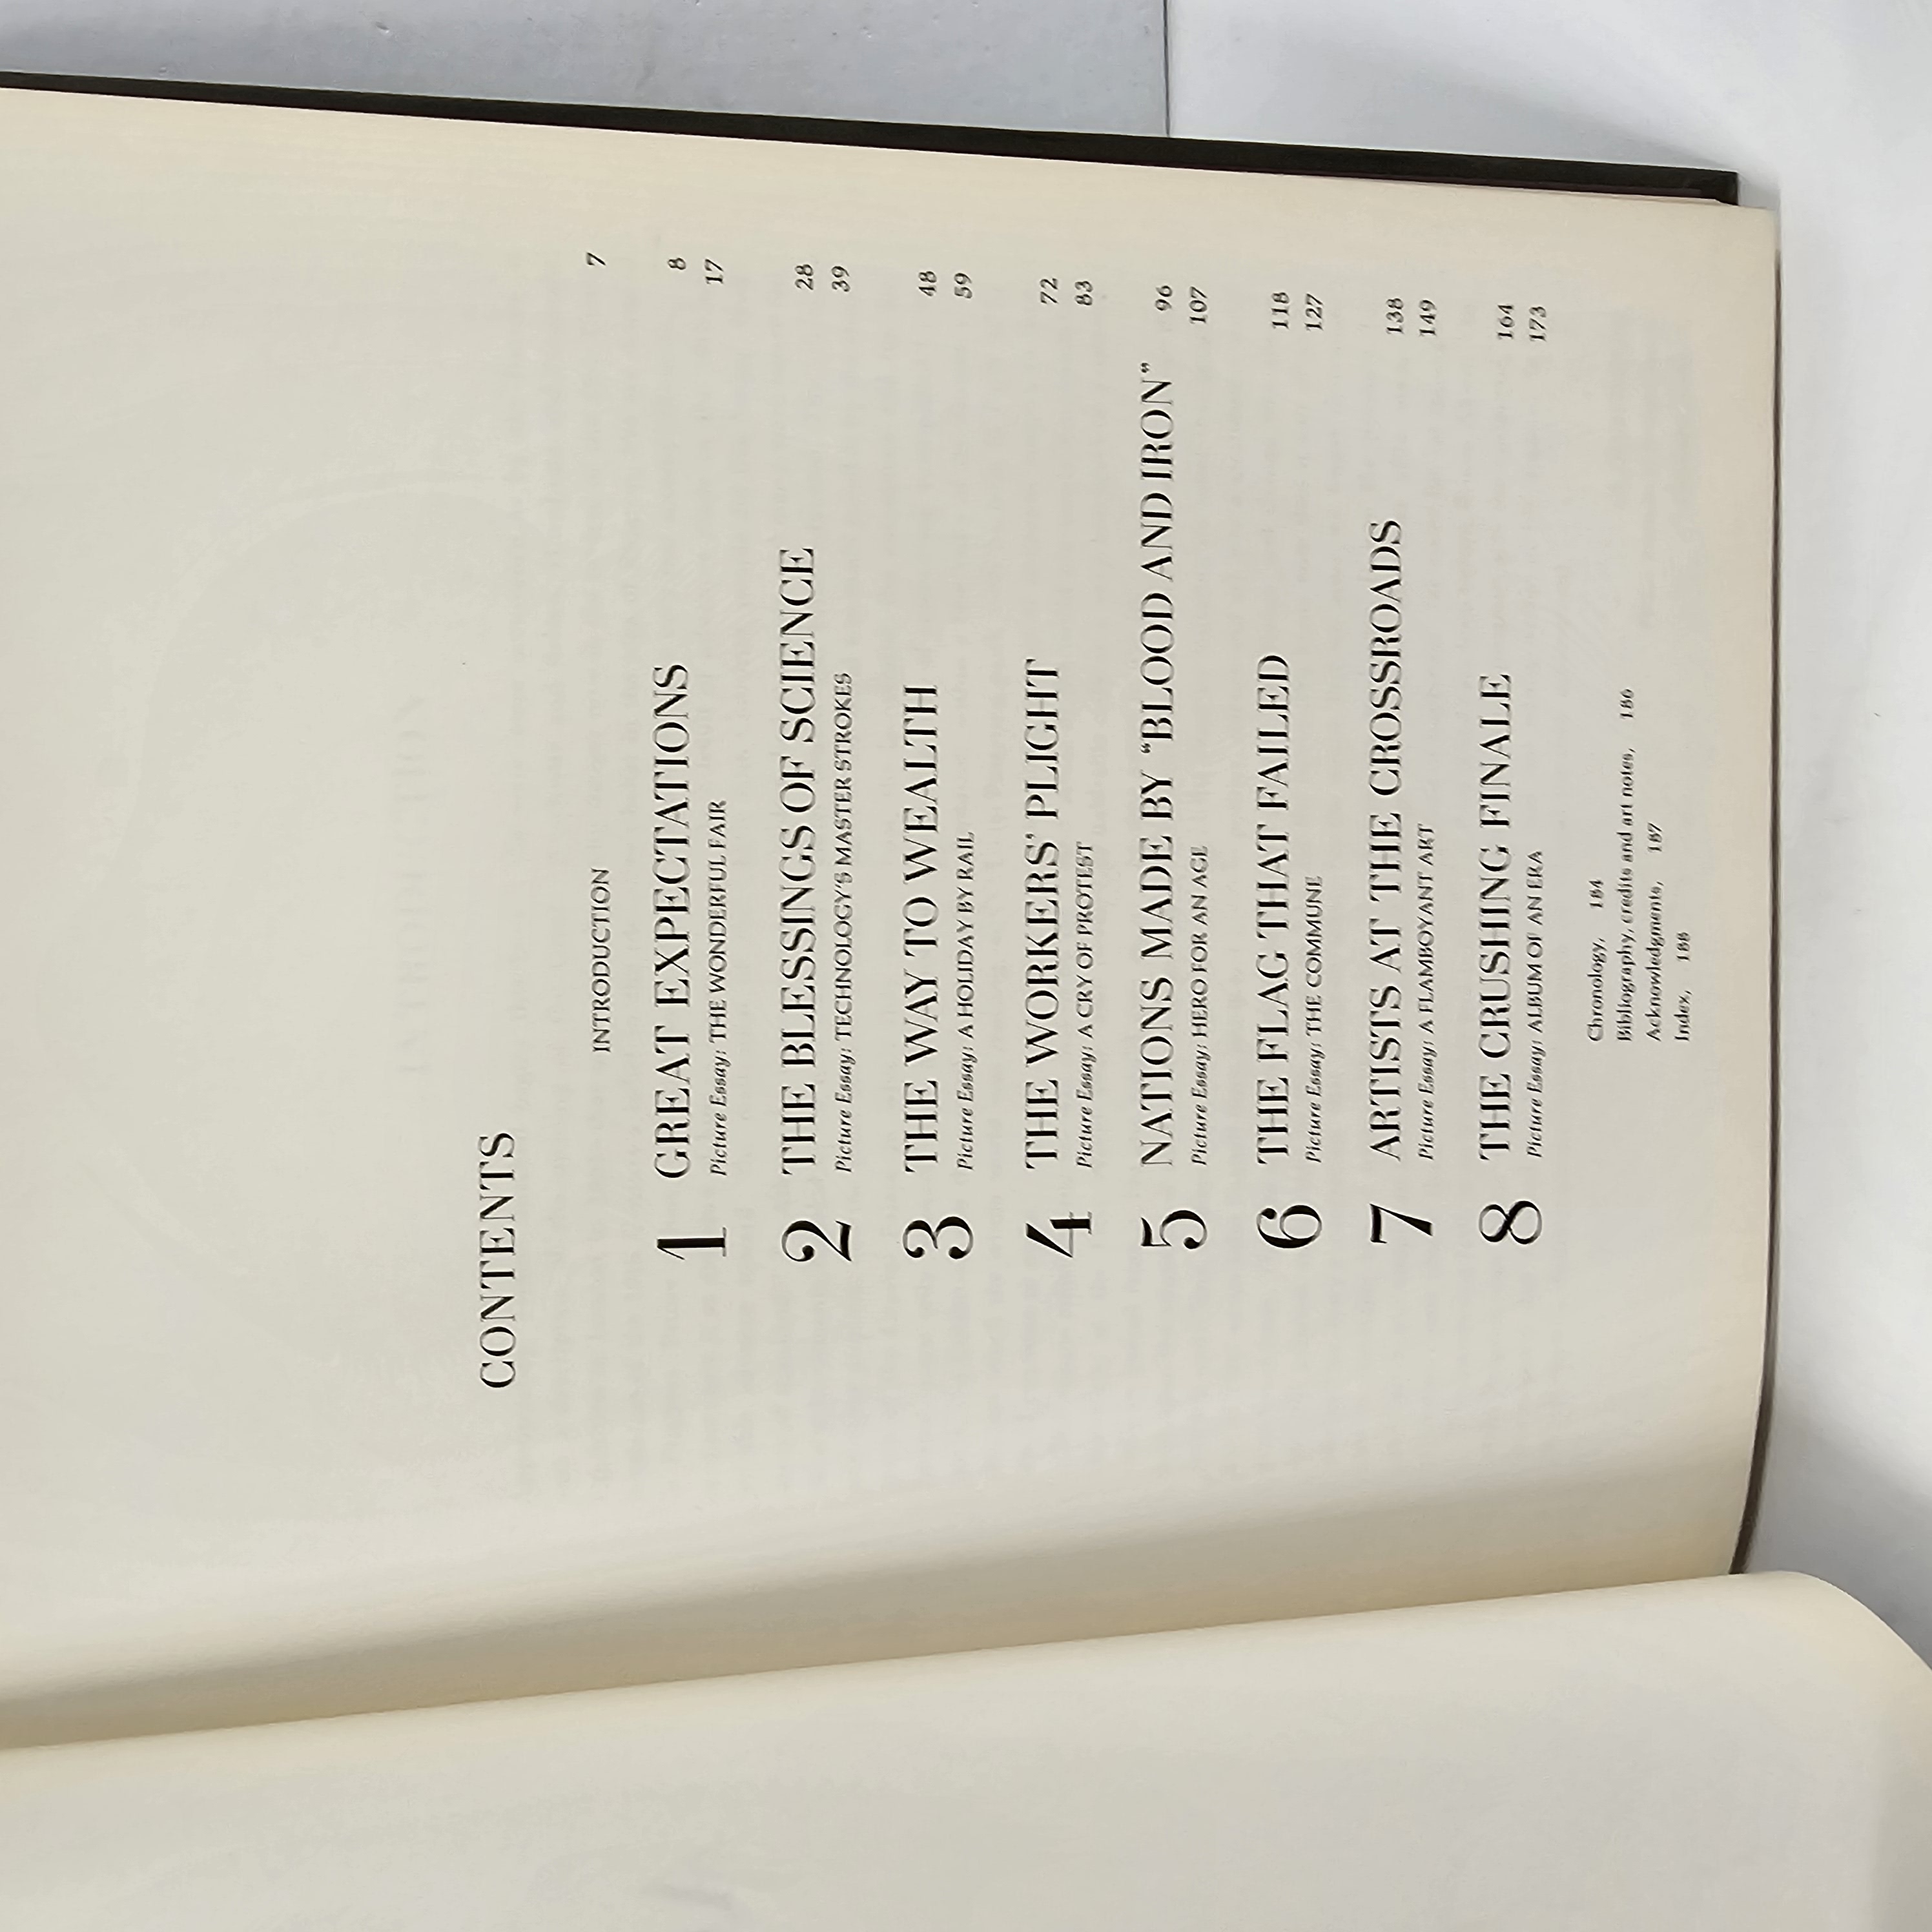 CONTENTS
INTRODUCTION 7
1 GREAT EXPECTATIONS 8
Picture Essay: THE WONDERFUL FAIR 17
2 THE BLESSINGS OF SCIENCE 28
Picture Essay: TECHNOLOGY'S MASTER STROKES 39
3 THE WAY TO WEALTH 48
Picture Essay: A HOLIDAY BY RAIL 59
4 THE WORKERS' PLIGHT 72
Picture Essay: A CRY OF PROTEST 83
5 NATIONS MADE BY "BLOOD AND IRON" 96
Picture Essay: HERO FOR AN AGE 107
6 THE FLAG THAT FAILED 118
Picture Essay: THE COMMUNE 127
7 ARTISTS AT THE CROSSROADS 138
Picture Essay: A FLAMBOYANT ART 149
8 THE CRUSHING FINALE 164
Picture Essay: ALBUM OF AN ERA 173
Chronology, 184
Bibliography, credits and art notes, 186
Acknowledgments, 187
Index, 188